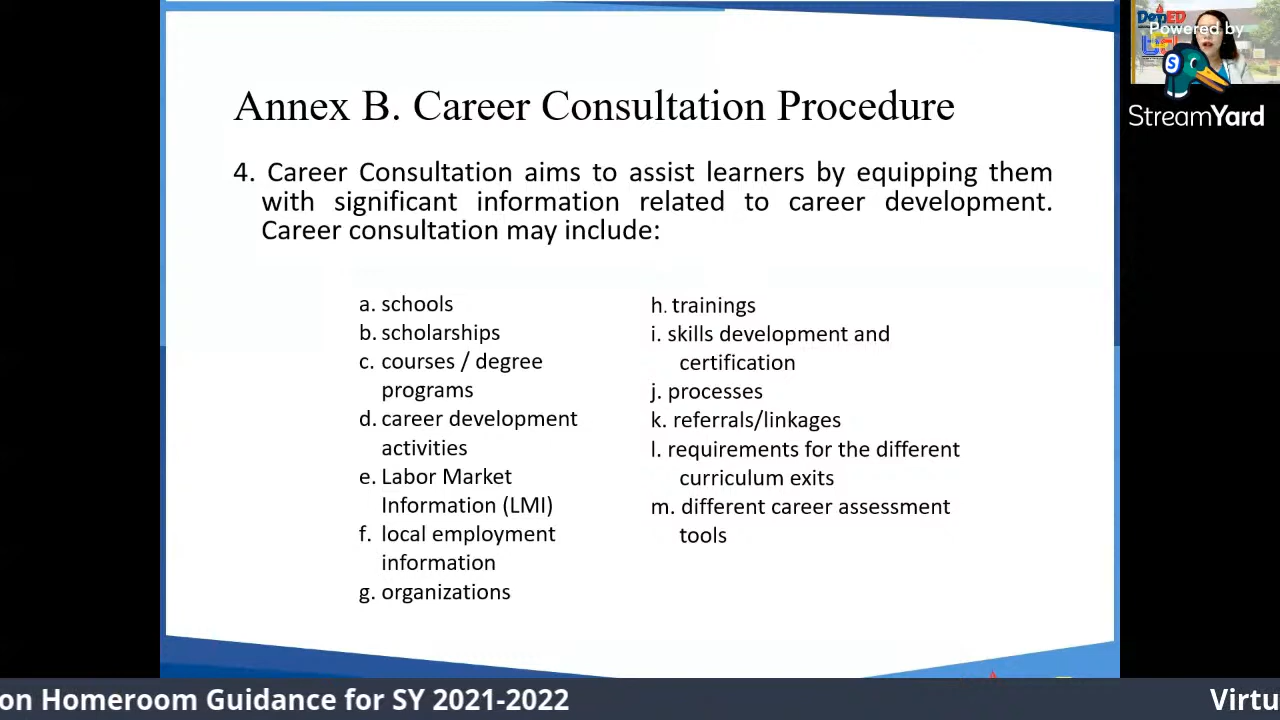 Annex B. Career Consultation Procedure
4. Career Consultation aims to assist learners by equipping them
with significant information related to career development.
Career consultation may include:
a. schools
b. scholarships
c. courses / degree
programs
d. career development
activities
e. Labor Market
Information (LMI)
f. local employment
information
g. organizations
h. trainings
i. skills development and
certification
j. processes
k. referrals/linkages
l. requirements for the different
curriculum exits
m. different career assessment
tools
DepED
Powered by
S
StreamYard
on Homeroom Guidance for SY 2021-2022
Virtu